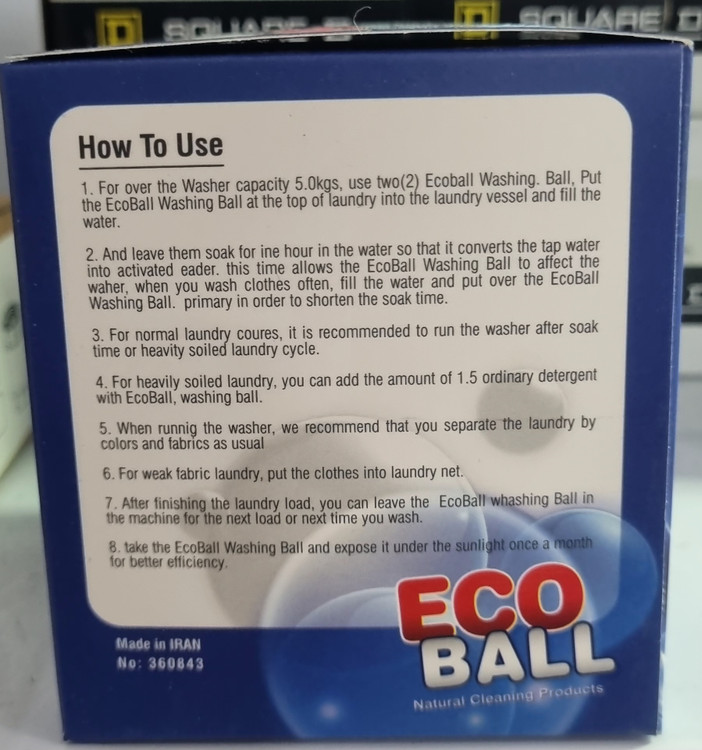 SQUARE D
SQUARE D
How To Use
1. For over the Washer capacity 5.0kgs, use two(2) Ecoball Washing. Ball, Put
the EcoBall Washing Ball at the top of laundry into the laundry vessel and fill the
water.
2. And leave them soak for ine hour in the water so that it converts the tap water
into activated eader. this time allows the EcoBall Washing Ball to affect the
waher, when you wash clothes often, fill the water and put over the EcoBall
Washing Ball. primary in order to shorten the soak time.
3. For normal laundry coures, it is recommended to run the washer after soak
time or heavity soiled laundry cycle.
4. For heavily soiled laundry, you can add the amount of 1.5 ordinary detergent
with EcoBall, washing ball.
5. When runnig the washer, we recommend that you separate the laundry by
colors and fabrics as usual
6. For weak fabric laundry, put the clothes into laundry net.
7. After finishing the laundry load, you can leave the EcoBall whashing Ball in
the machine for the next load or next time you wash.
8. take the EcoBall Washing Ball and expose it under the sunlight once a month
for better efficiency.
Made in IRAN
No: 360843
ECO
BALL
Natural Cleaning Products